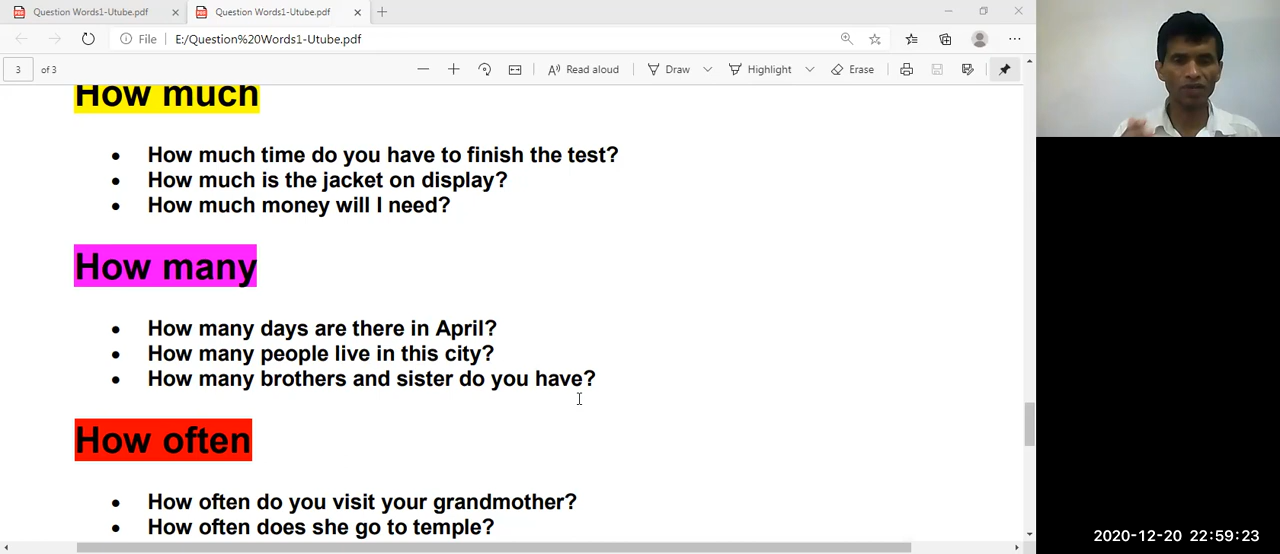 Question Words1-Utube.pdf
Question Words1-Utube.pdf
File E:/Question%20Words1-Utube.pdf
3 of 3 Read aloud Draw Highlight Erase
How much
How much time do you have to finish the test?
How much is the jacket on display?
How much money will I need?
How many
How many days are there in April?
How many people live in this city?
How many brothers and sister do you have?
How often
How often do you visit your grandmother?
How often does she go to temple?
2020-12-20 22:59:23